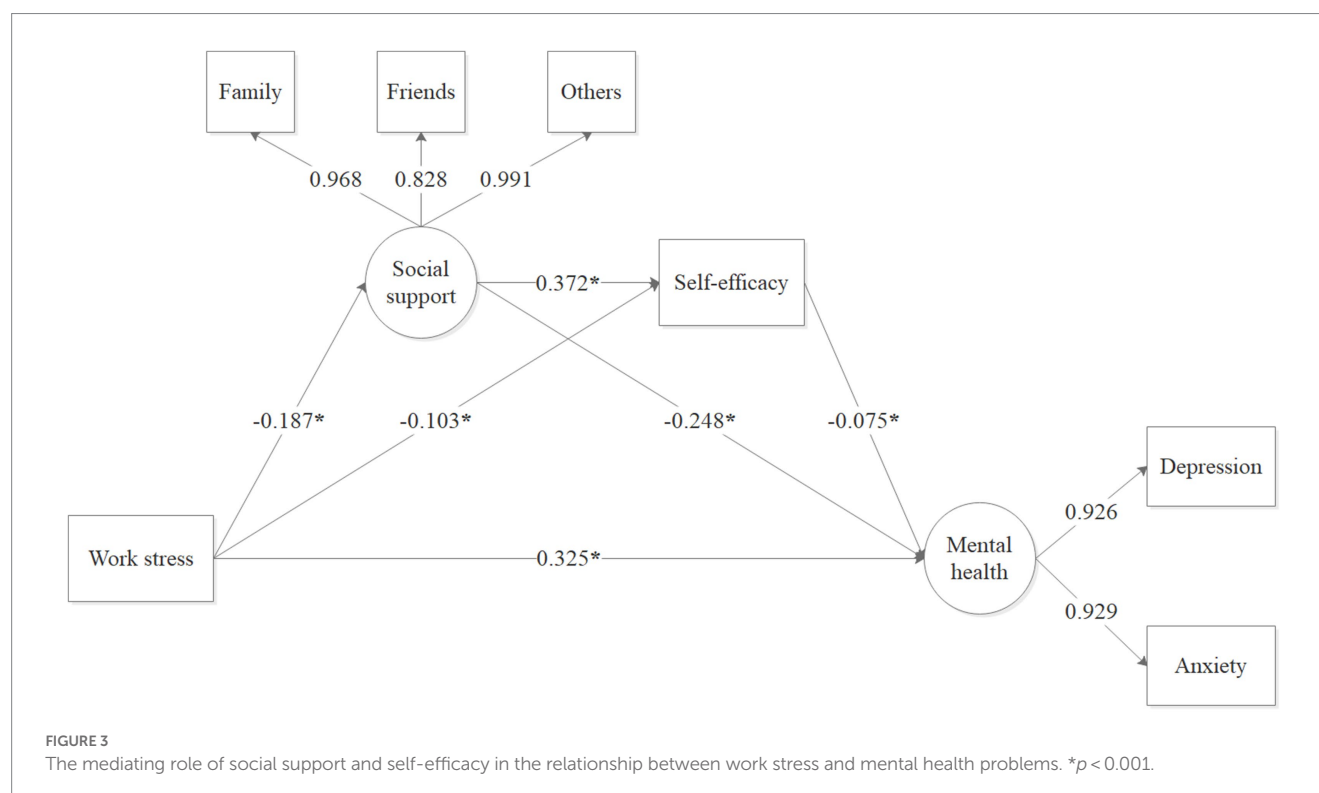 Family
Friends
Others
0.968
0.828
0.991
Social
support
0.372*
Self-efficacy
-0.187*
-0.103*
-0.248*
-0.075*
Depression
0.926
Work stress
0.325*
Mental
health
0.929
Anxiety
FIGURE 3
The mediating role of social support and self-efficacy in the relationship between work stress and mental health problems. *p < 0.001.